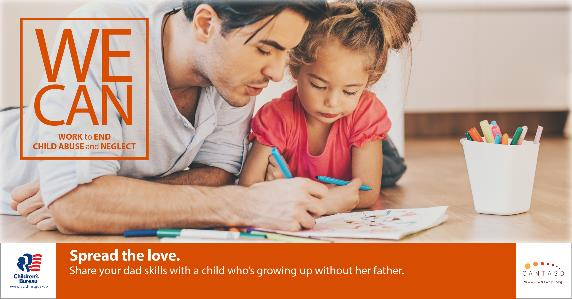 WE
CAN
WORK to END
CHILD ABUSE and NEGLECT
Spread the love.
Share your dad skills with a child who's growing up without her father.
Children's
Bureau
CANTASD